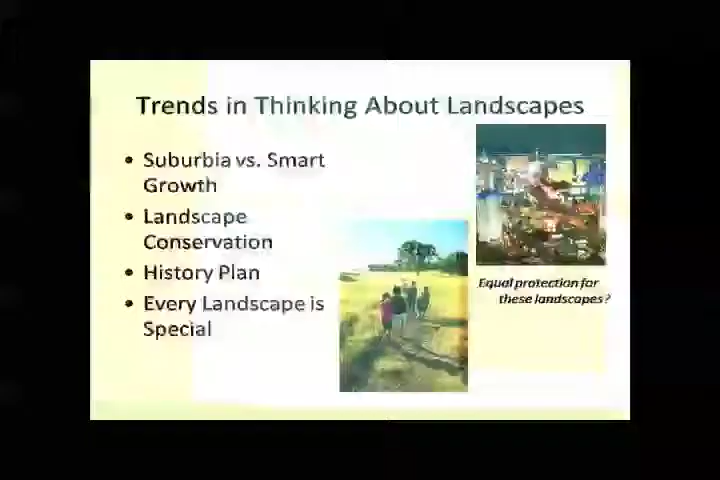 Trends in Thinking About Landscapes
• Suburbia vs. Smart
Growth
• Landscape
Conservation
• History Plan
• Every Landscape is
Special
Equal protection for
these landscapes?